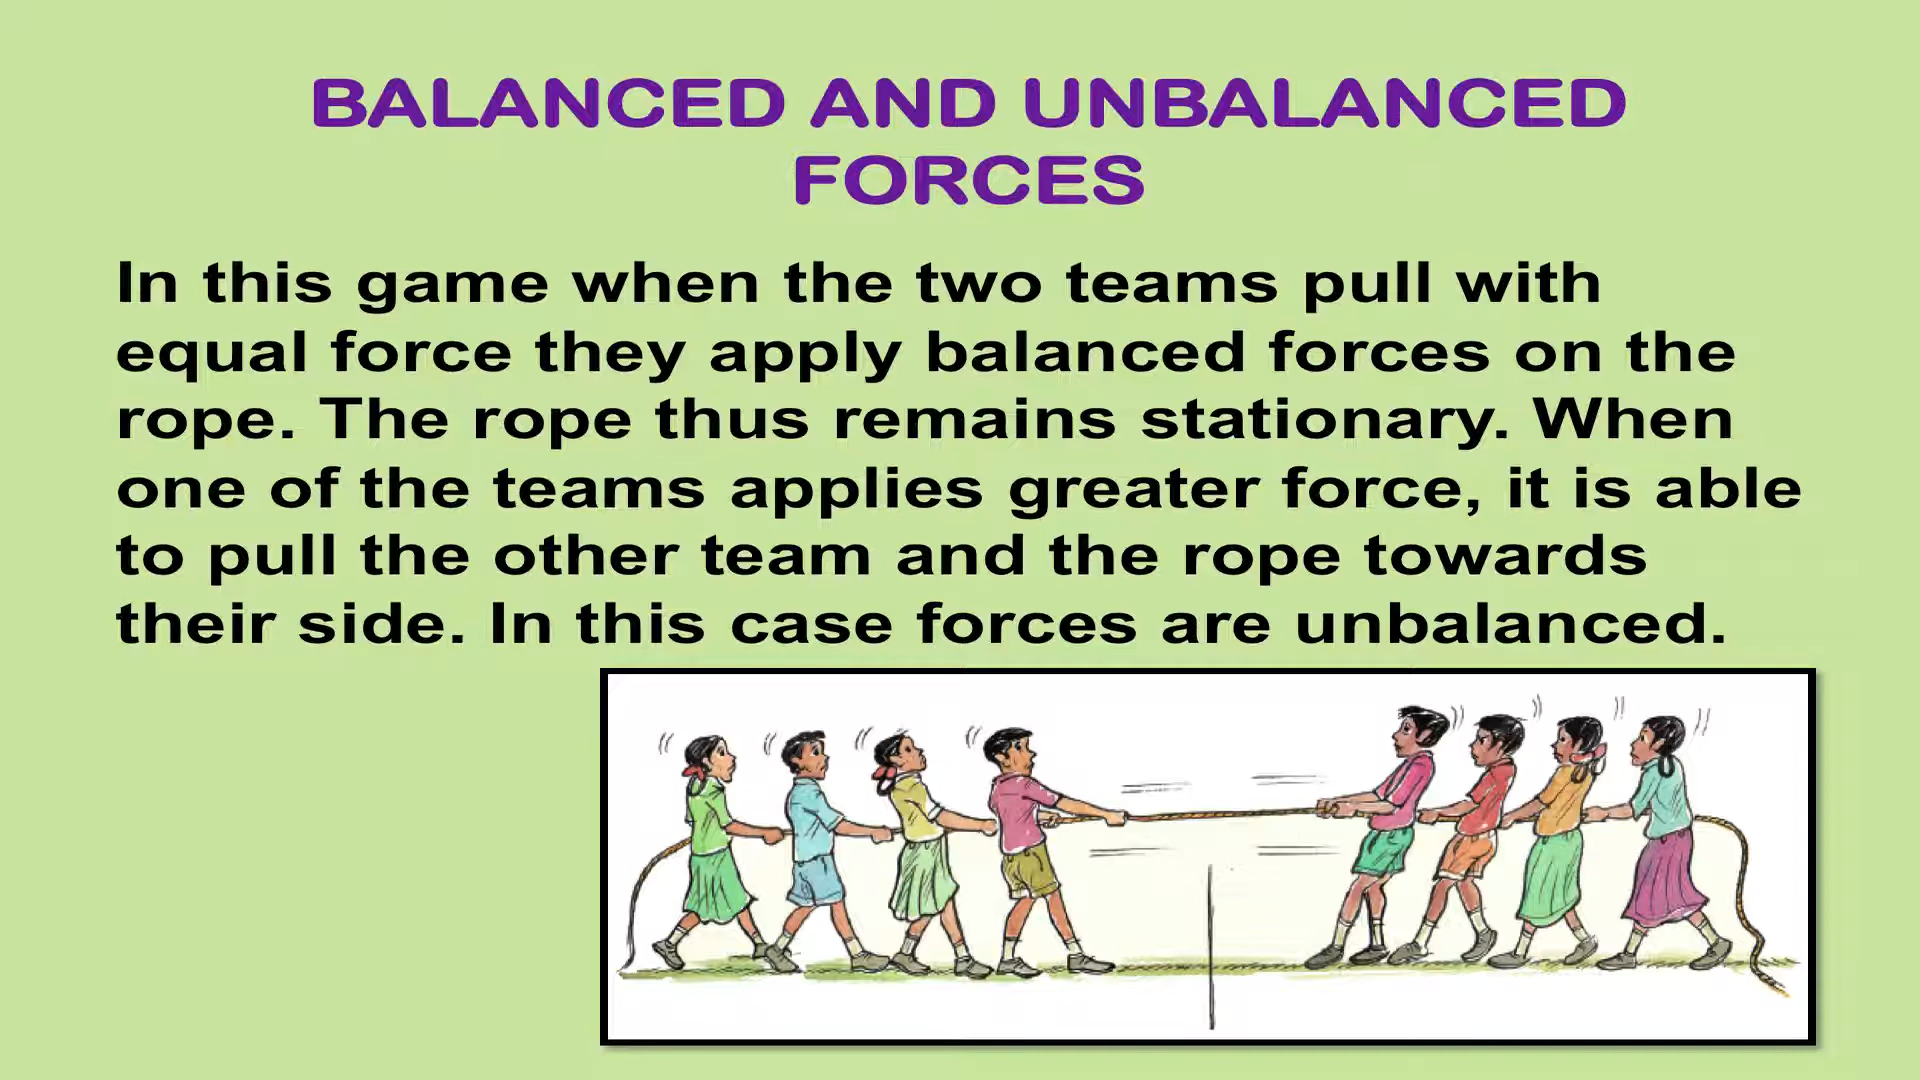 BALANCED AND UNBALANCED
FORCES
In this game when the two teams pull with
equal force they apply balanced forces on the
rope. The rope thus remains stationary. When
one of the teams applies greater force, it is able
to pull the other team and the rope towards
their side. In this case forces are unbalanced.